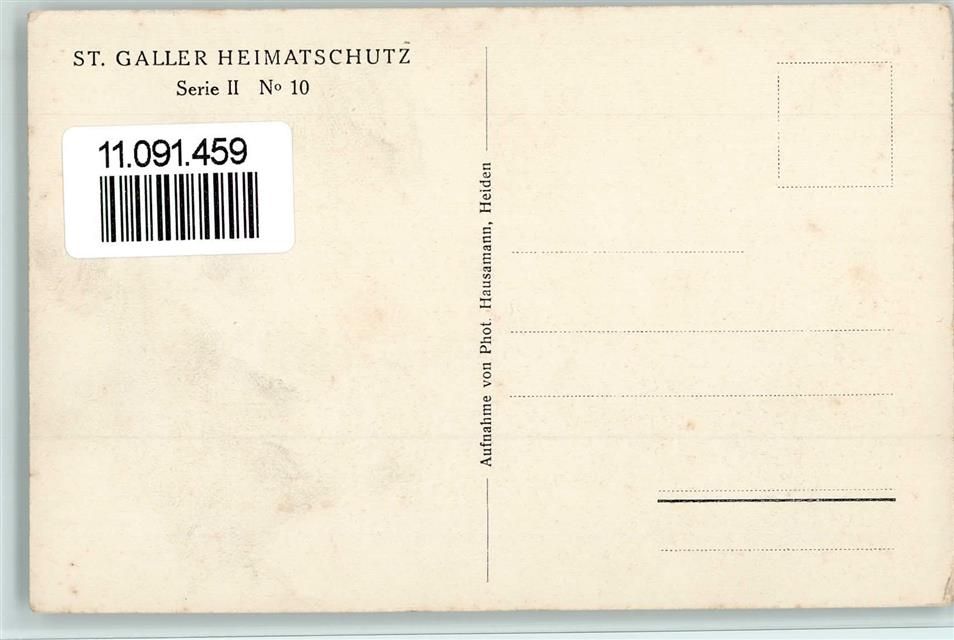 ST. GALLER HEIMATSCHUTZ
Serie II Nº 10
11.091.459
Aufnahme von Phot. Hausamann, Heiden